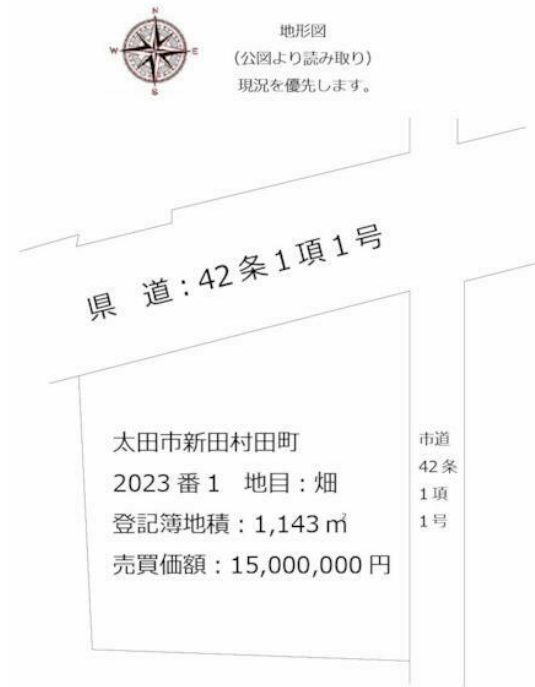 N
W E
S
地形図
（公図より読み取り）
現況を優先します。
県 道：42条1項1号
太田市新田村田町
2023番1 地目：畑
登記簿地積：1,143㎡
売買価額：15,000,000円
市道
42条
1項
1号